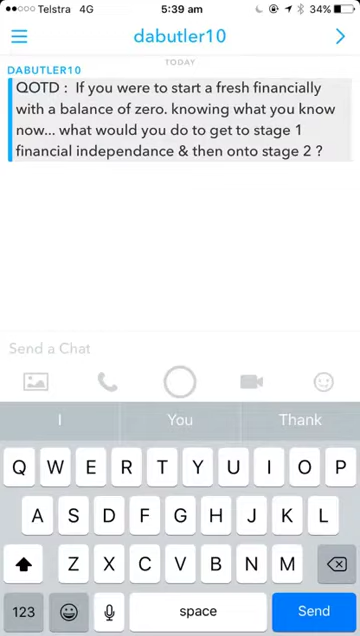 Telstra 4G 5:39 am 34%
dabutler10
TODAY
DABUTLER10
QOTD : If you were to start a fresh financially
with a balance of zero. knowing what you know
now... what would you do to get to stage 1
financial independance & then onto stage 2 ?
Send a Chat
I You Thank
Q W E R T Y U I O P
A S D F G H J K L
Z X C V B N M
123 space Send